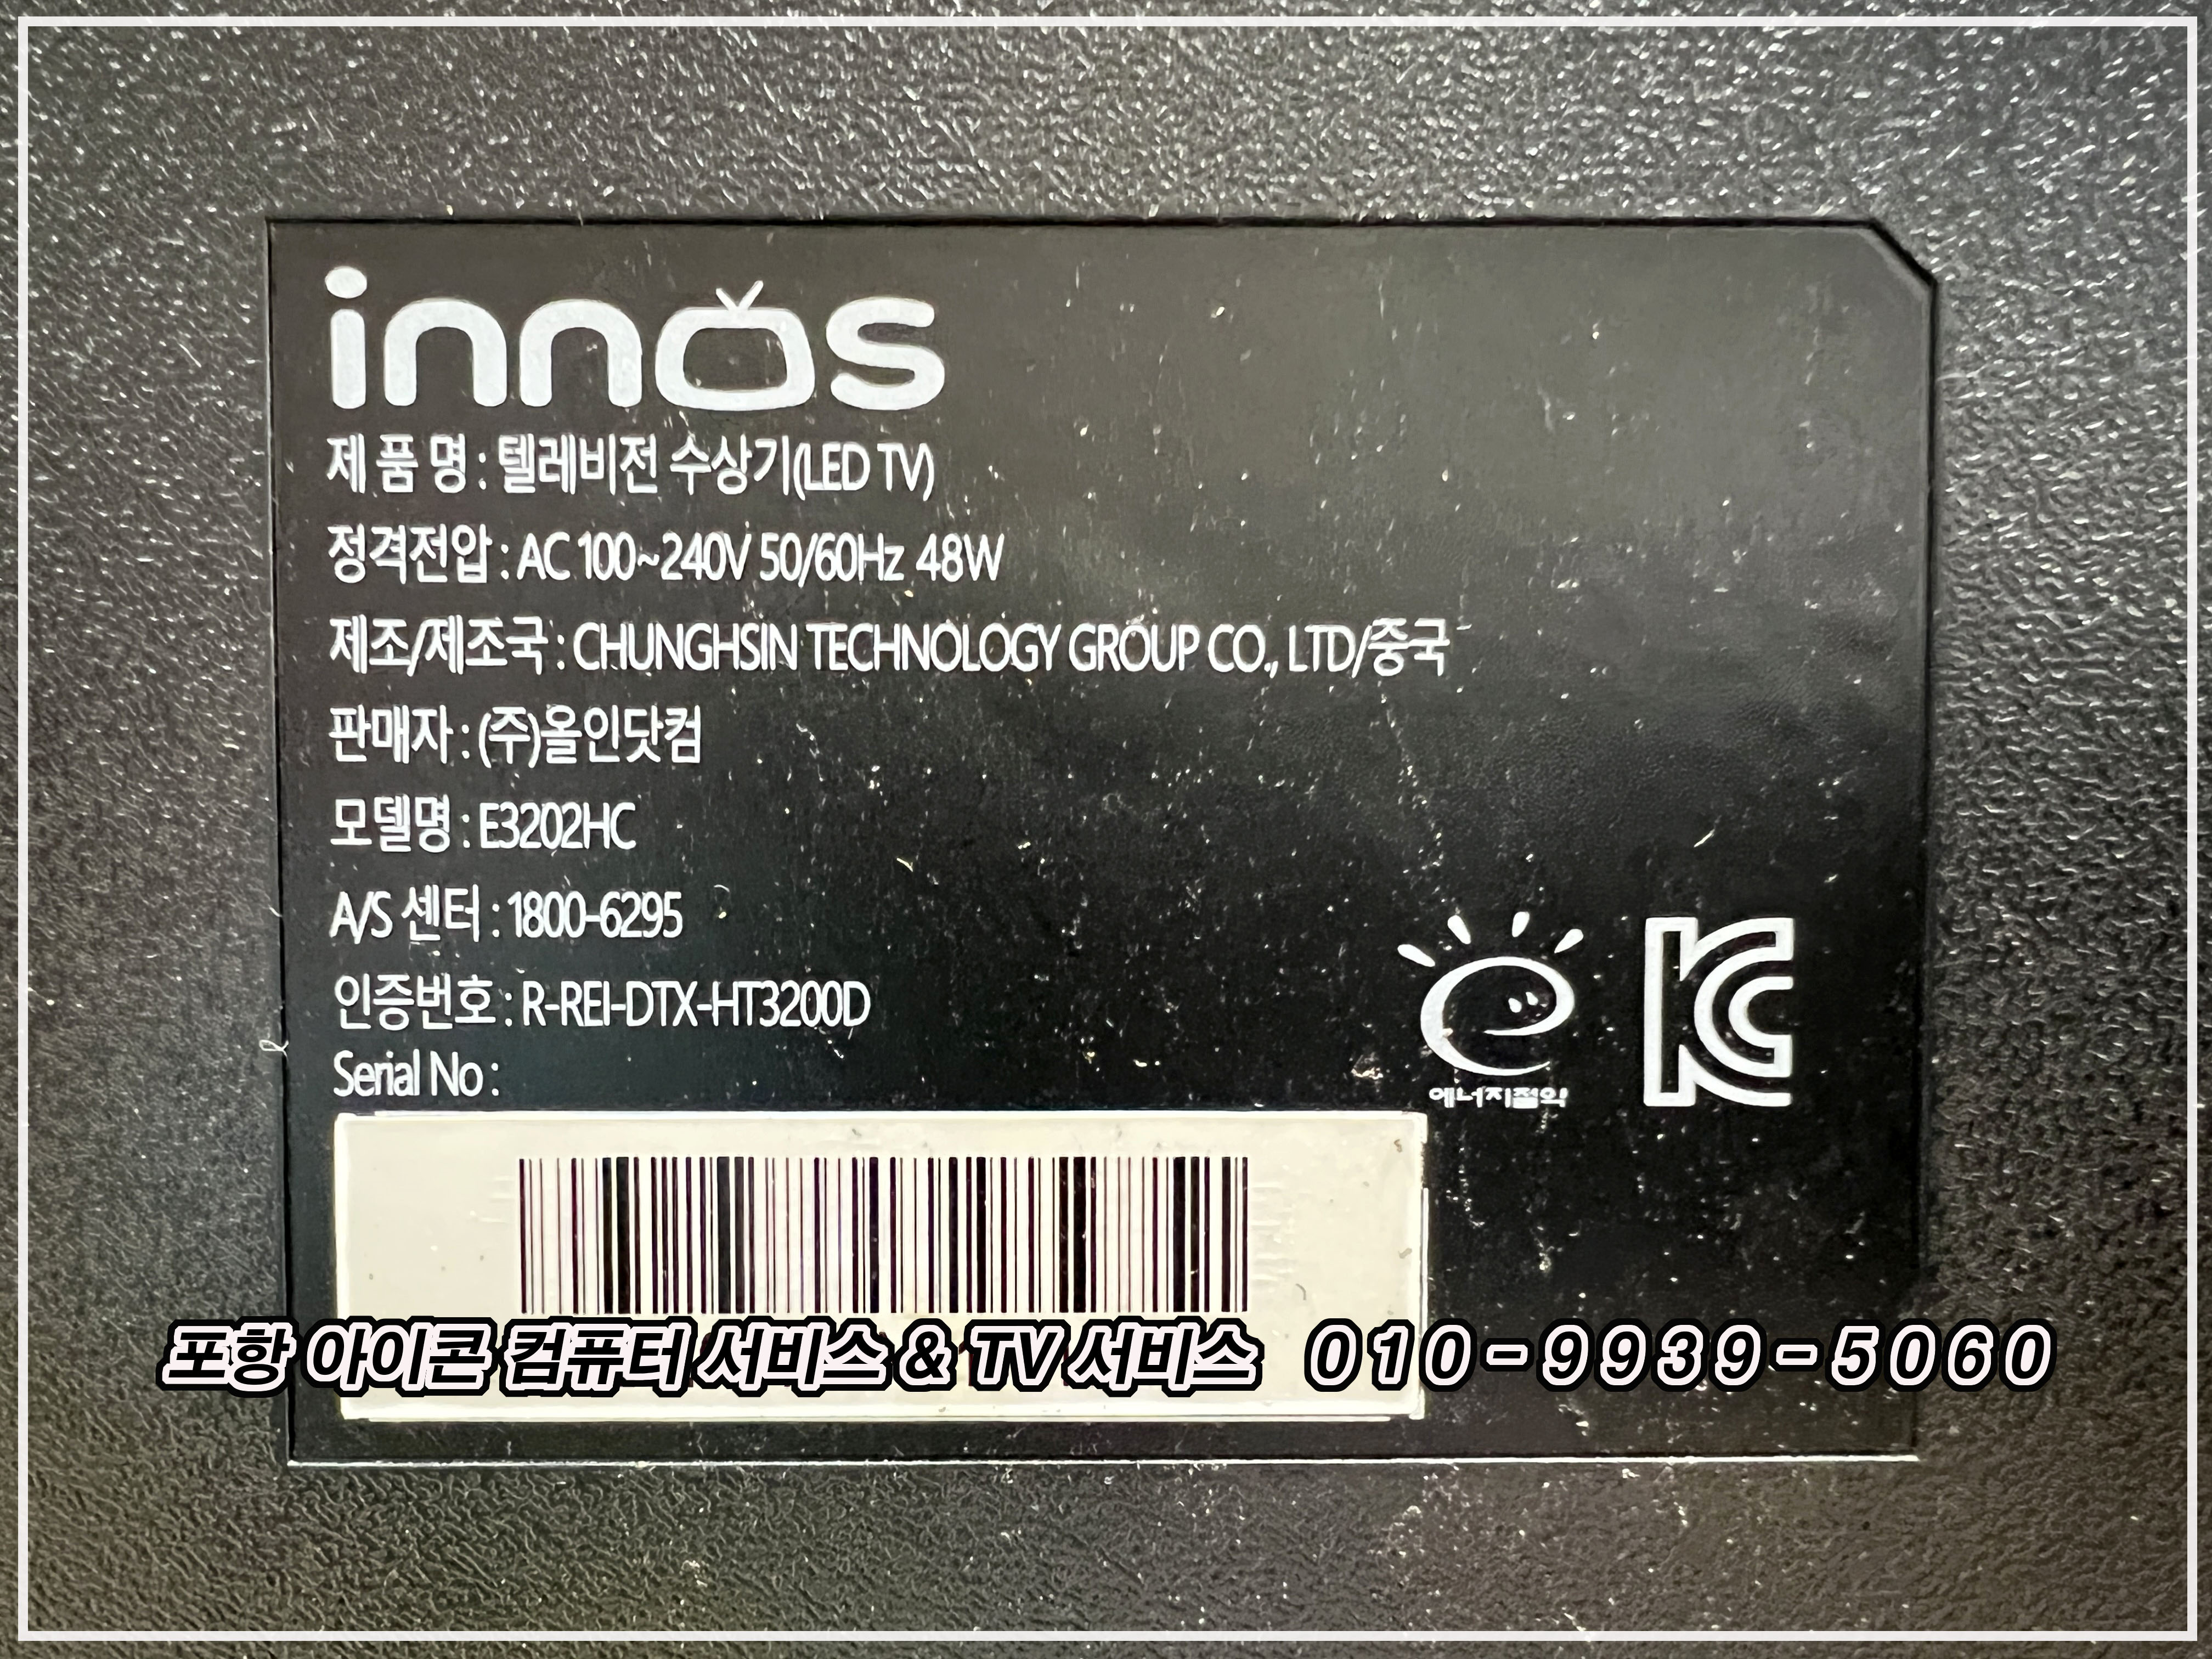 innos
제 품 명 : 텔레비전 수상기(LED TV)
정격전압 : AC 100~240V 50/60Hz 48W
제조/제조국 : CHUNGHSIN TECHNOLOGY GROUP CO., LTD/중국
판매자 : (주)올인닷컴
모델명 : E3202HC
A/S 센터 : 1800-6295
인증번호 : R-REI-DTX-HT3200D
Serial No :
에너지절약
포항 아이콘 컴퓨터 서비스 & TV 서비스 010-9939-5060